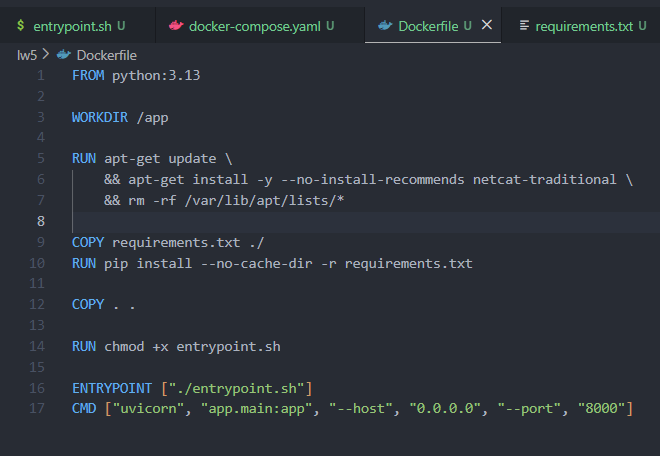 $ entrypoint.sh U docker-compose.yaml U Dockerfile U × requirements.txt U
lw5 > Dockerfile
1 FROM python:3.13
2
3 WORKDIR /app
4
5 RUN apt-get update \
6 && apt-get install -y --no-install-recommends netcat-traditional \
7 && rm -rf /var/lib/apt/lists/*
8
9 COPY requirements.txt ./
10 RUN pip install --no-cache-dir -r requirements.txt
11
12 COPY . .
13
14 RUN chmod +x entrypoint.sh
15
16 ENTRYPOINT ["./entrypoint.sh"]
17 CMD ["uvicorn", "app.main:app", "--host", "0.0.0.0", "--port", "8000"]